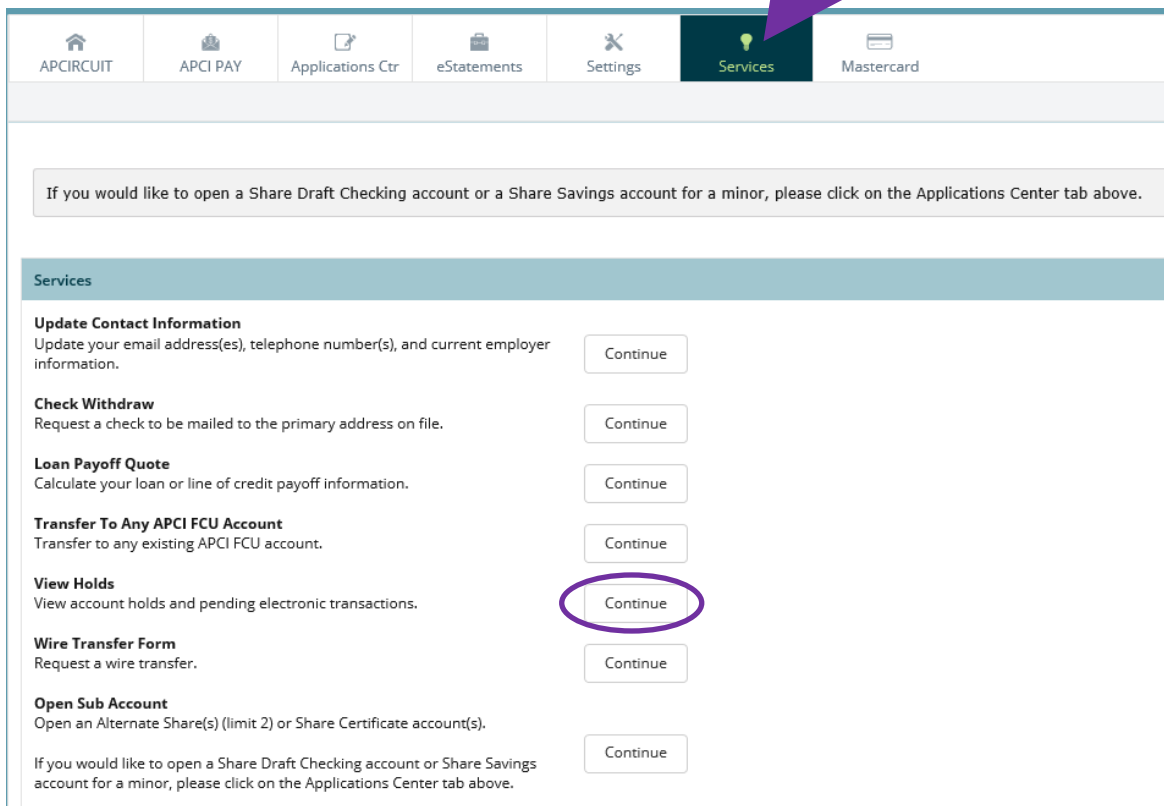 APCIRCUIT
APCI PAY
Applications Ctr
eStatements
Settings
Services
Mastercard
If you would like to open a Share Draft Checking account or a Share Savings account for a minor, please click on the Applications Center tab above.
Services
Update Contact Information
Update your email address(es), telephone number(s), and current employer
information.
Continue
Check Withdraw
Request a check to be mailed to the primary address on file.
Continue
Loan Payoff Quote
Calculate your loan or line of credit payoff information.
Continue
Transfer To Any APCI FCU Account
Transfer to any existing APCI FCU account.
Continue
View Holds
View account holds and pending electronic transactions.
Continue
Wire Transfer Form
Request a wire transfer.
Continue
Open Sub Account
Open an Alternate Share(s) (limit 2) or Share Certificate account(s).
Continue
If you would like to open a Share Draft Checking account or Share Savings
account for a minor, please click on the Applications Center tab above.